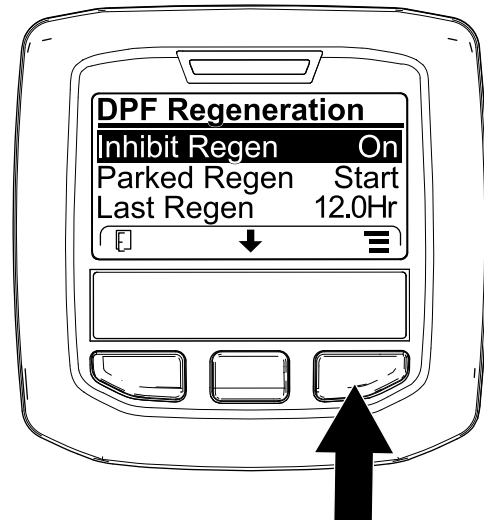 DPF Regeneration
Inhibit Regen On
Parked Regen Start
Last Regen 12.0Hr